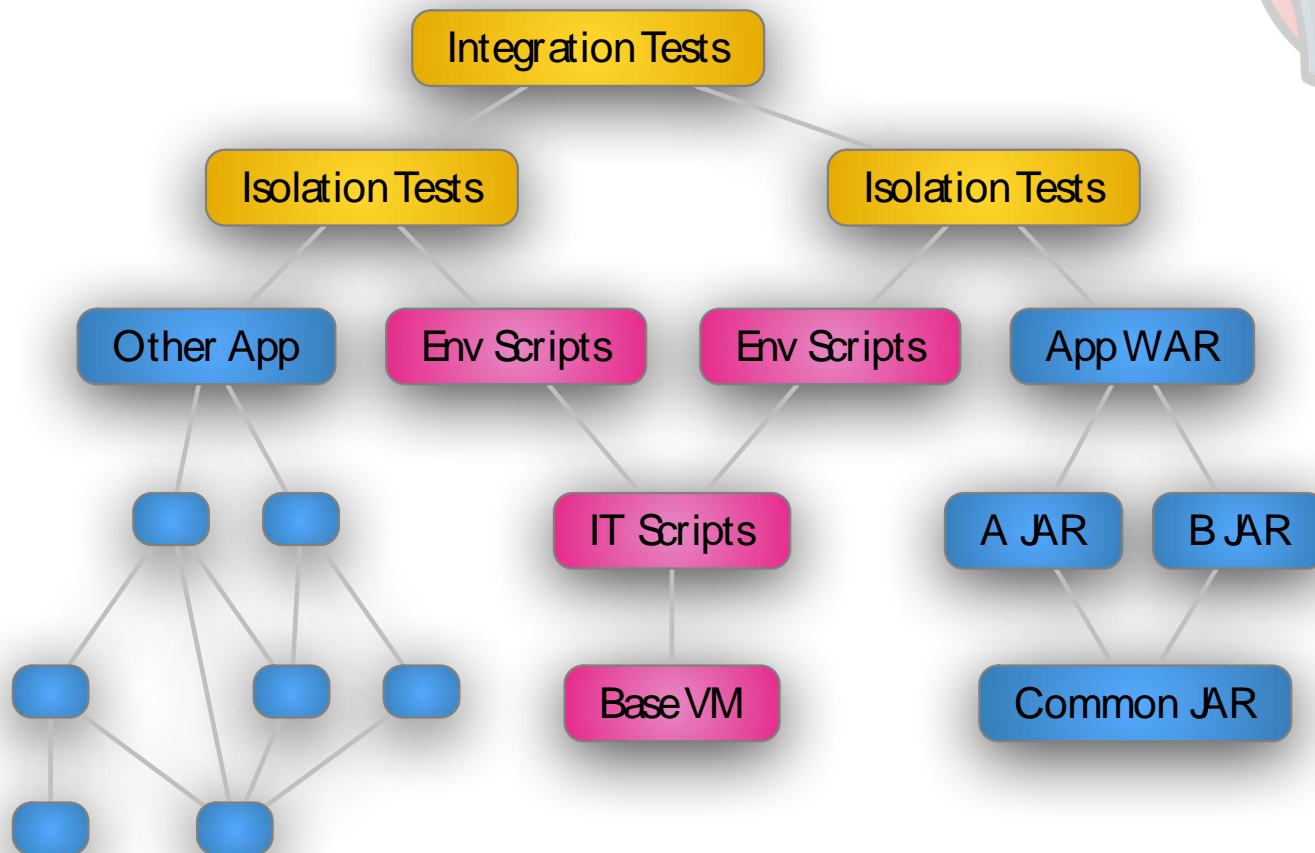 Integration Tests
Isolation Tests
Isolation Tests
Other App
Env Scripts
Env Scripts
App WAR
IT Scripts
A JAR
B JAR
Base VM
Common JAR